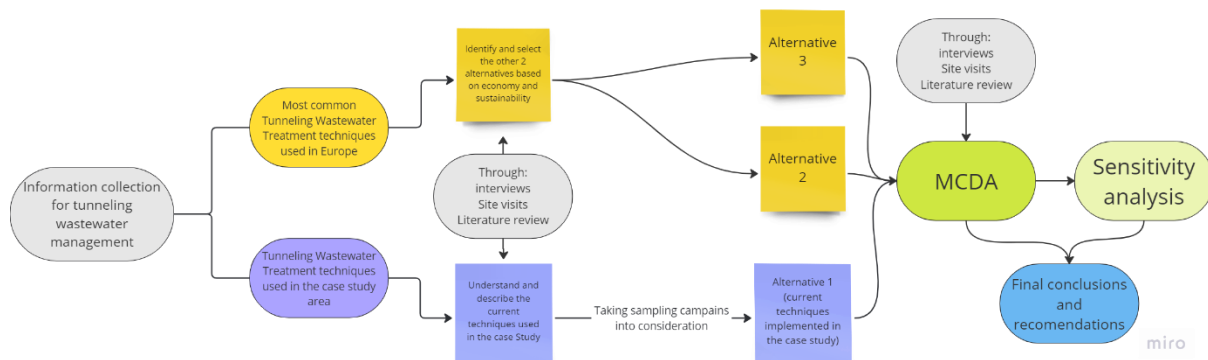 Information collection
for tunneling
wastewater
management
Most common
Tunneling Wastewater
Treatment techniques
used in Europe
Tunneling Wastewater
Treatment techniques
used in the case study
area
Identify and select
the other 2
alternatives based
on economy and
sustainability
Through:
interviews
Site visits
Literature review
Understand and
describe the
current
techniques used
in the case Study
Taking sampling campains
into consideration
Alternative
3
Alternative
2
Alternative 1
(current
techniques
implemented in
the case study)
Through:
interviews
Site visits
Literature review
MCDA
Sensitivity
analysis
Final conclusions
and
recomendations
miro